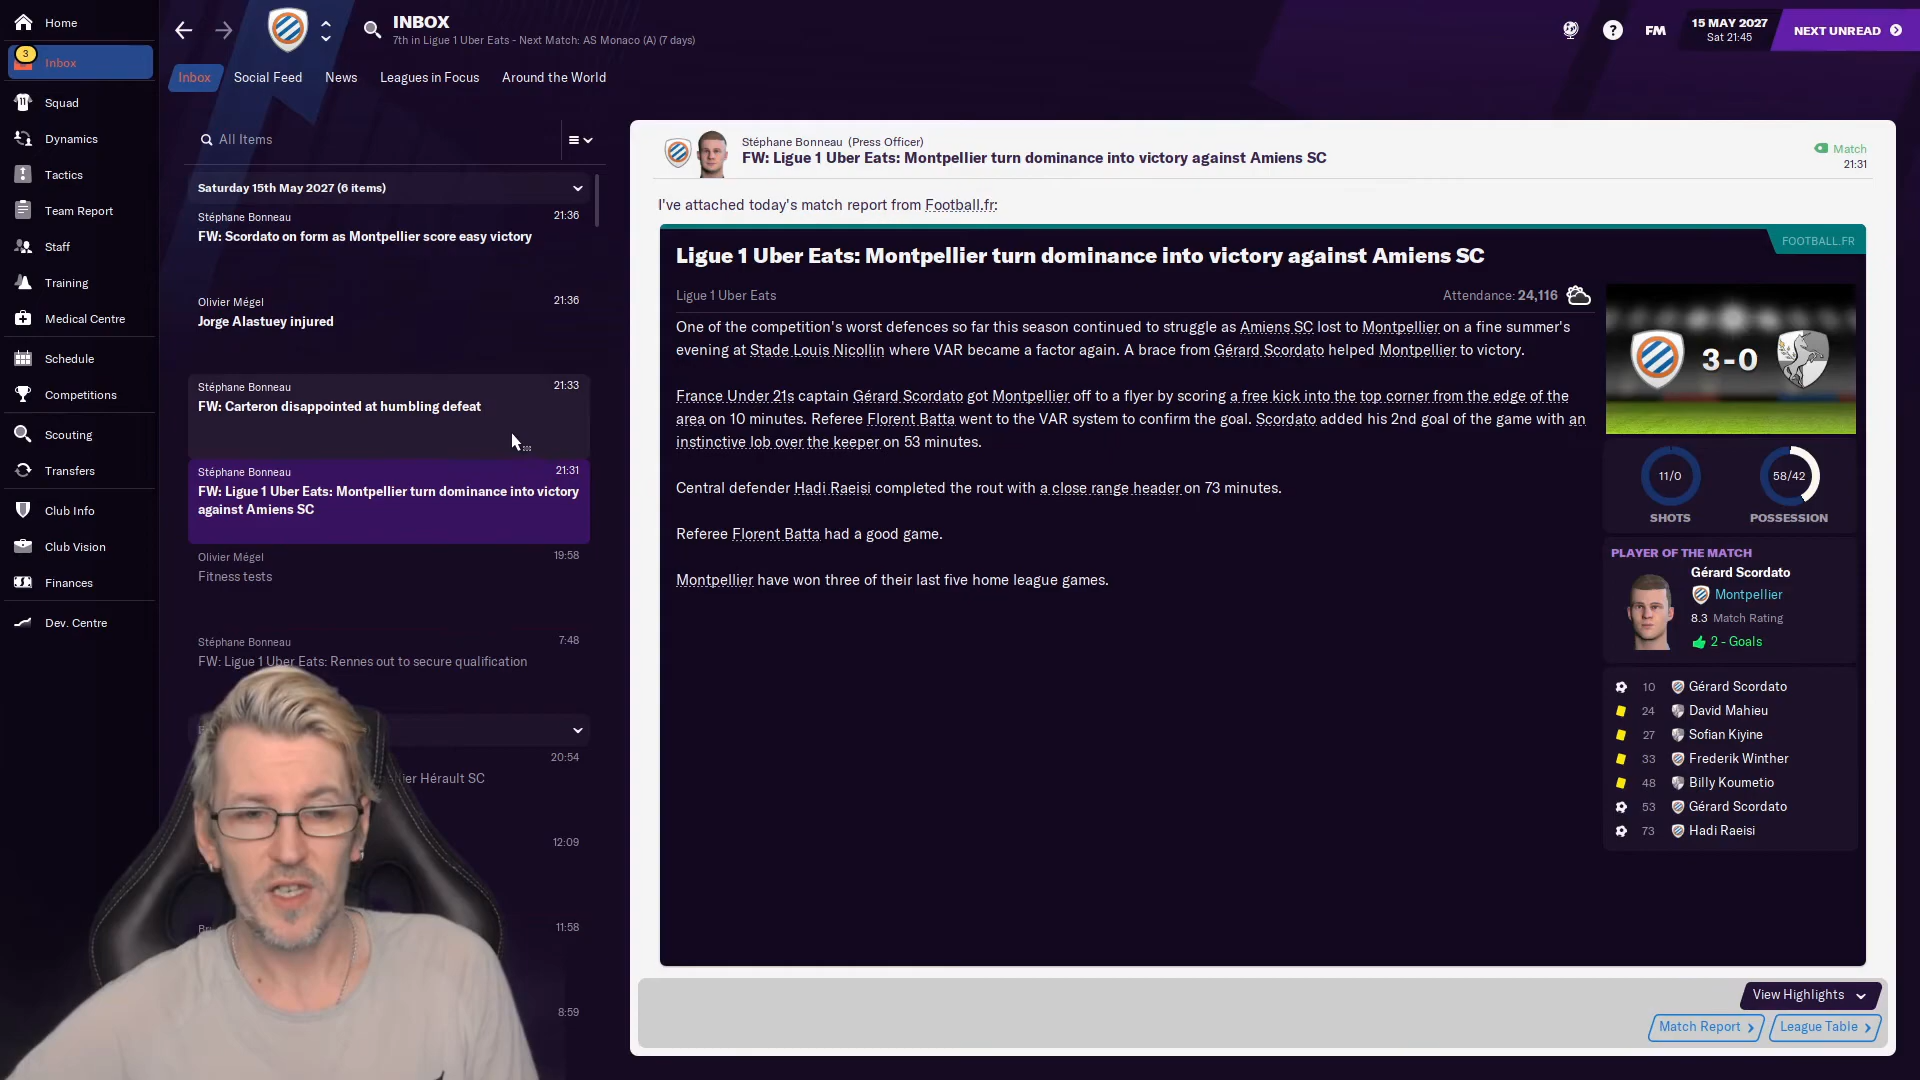 Home
3
Inbox
Squad
Dynamics
Tactics
Team Report
Staff
Training
Medical Centre
Schedule
Competitions
Scouting
Transfers
Club Info
Club Vision
Finances
Dev. Centre
INBOX
7th in Ligue 1 Uber Eats - Next Match: AS Monaco (A) (7 days)
? FM
15 MAY 2027
Sat 21:45
NEXT UNREAD
Inbox Social Feed News Leagues in Focus Around the World
All Items
Saturday 15th May 2027 (6 items)
Stéphane Bonneau 21:36
FW: Scordato on form as Montpellier score easy victory
Olivier Mégel 21:36
Jorge Alastuey injured
Stéphane Bonneau 21:33
FW: Carteron disappointed at humbling defeat
Stéphane Bonneau 21:31
FW: Ligue 1 Uber Eats: Montpellier turn dominance into victory
against Amiens SC
Olivier Mégel 19:58
Fitness tests
Stéphane Bonneau 7:48
FW: Ligue 1 Uber Eats: Rennes out to secure qualification
20:54
Hérault SC
12:09
11:58
8:59
Stéphane Bonneau (Press Officer)
FW: Ligue 1 Uber Eats: Montpellier turn dominance into victory against Amiens SC
Match
21:31
I've attached today's match report from Football.fr:
FOOTBALL.FR
Ligue 1 Uber Eats: Montpellier turn dominance into victory against Amiens SC
Ligue 1 Uber Eats Attendance: 24,116
One of the competition's worst defences so far this season continued to struggle as Amiens SC lost to Montpellier on a fine summer's
evening at Stade Louis Nicollin where VAR became a factor again. A brace from Gérard Scordato helped Montpellier to victory.
France Under 21s captain Gérard Scordato got Montpellier off to a flyer by scoring a free kick into the top corner from the edge of the
area on 10 minutes. Referee Florent Batta went to the VAR system to confirm the goal. Scordato added his 2nd goal of the game with an
instinctive lob over the keeper on 53 minutes.
Central defender Hadi Raeisi completed the rout with a close range header on 73 minutes.
Referee Florent Batta had a good game.
Montpellier have won three of their last five home league games.
3-0
11/0
SHOTS
58/42
POSSESSION
PLAYER OF THE MATCH
Gérard Scordato
Montpellier
8.3 Match Rating
2 - Goals
10 Gérard Scordato
24 David Mahieu
27 Sofian Kiyine
33 Frederik Winther
48 Billy Koumetio
53 Gérard Scordato
73 Hadi Raeisi
View Highlights
Match Report
League Table